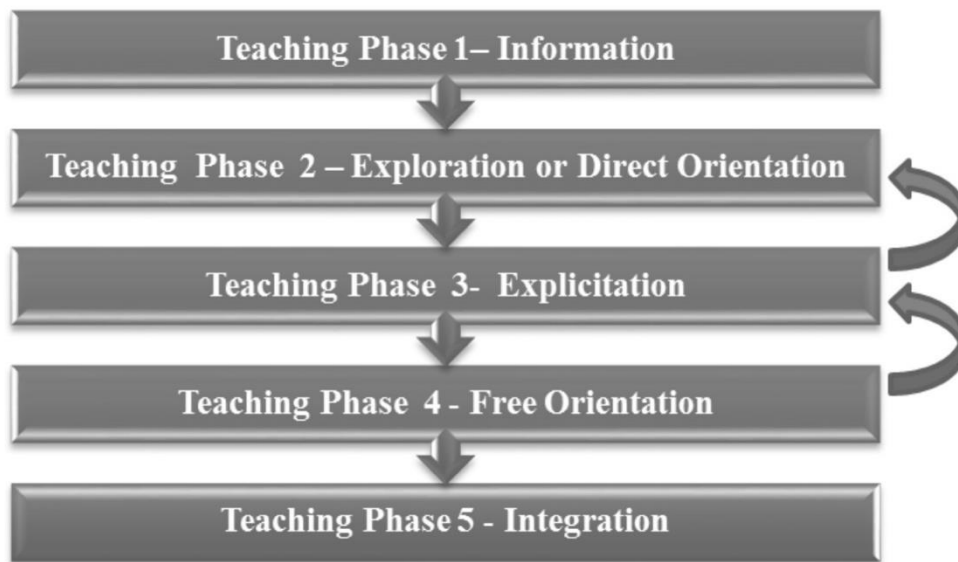 Teaching Phase 1– Information
Teaching Phase 2 – Exploration or Direct Orientation
Teaching Phase 3- Explicitation
Teaching Phase 4 - Free Orientation
Teaching Phase 5 - Integration